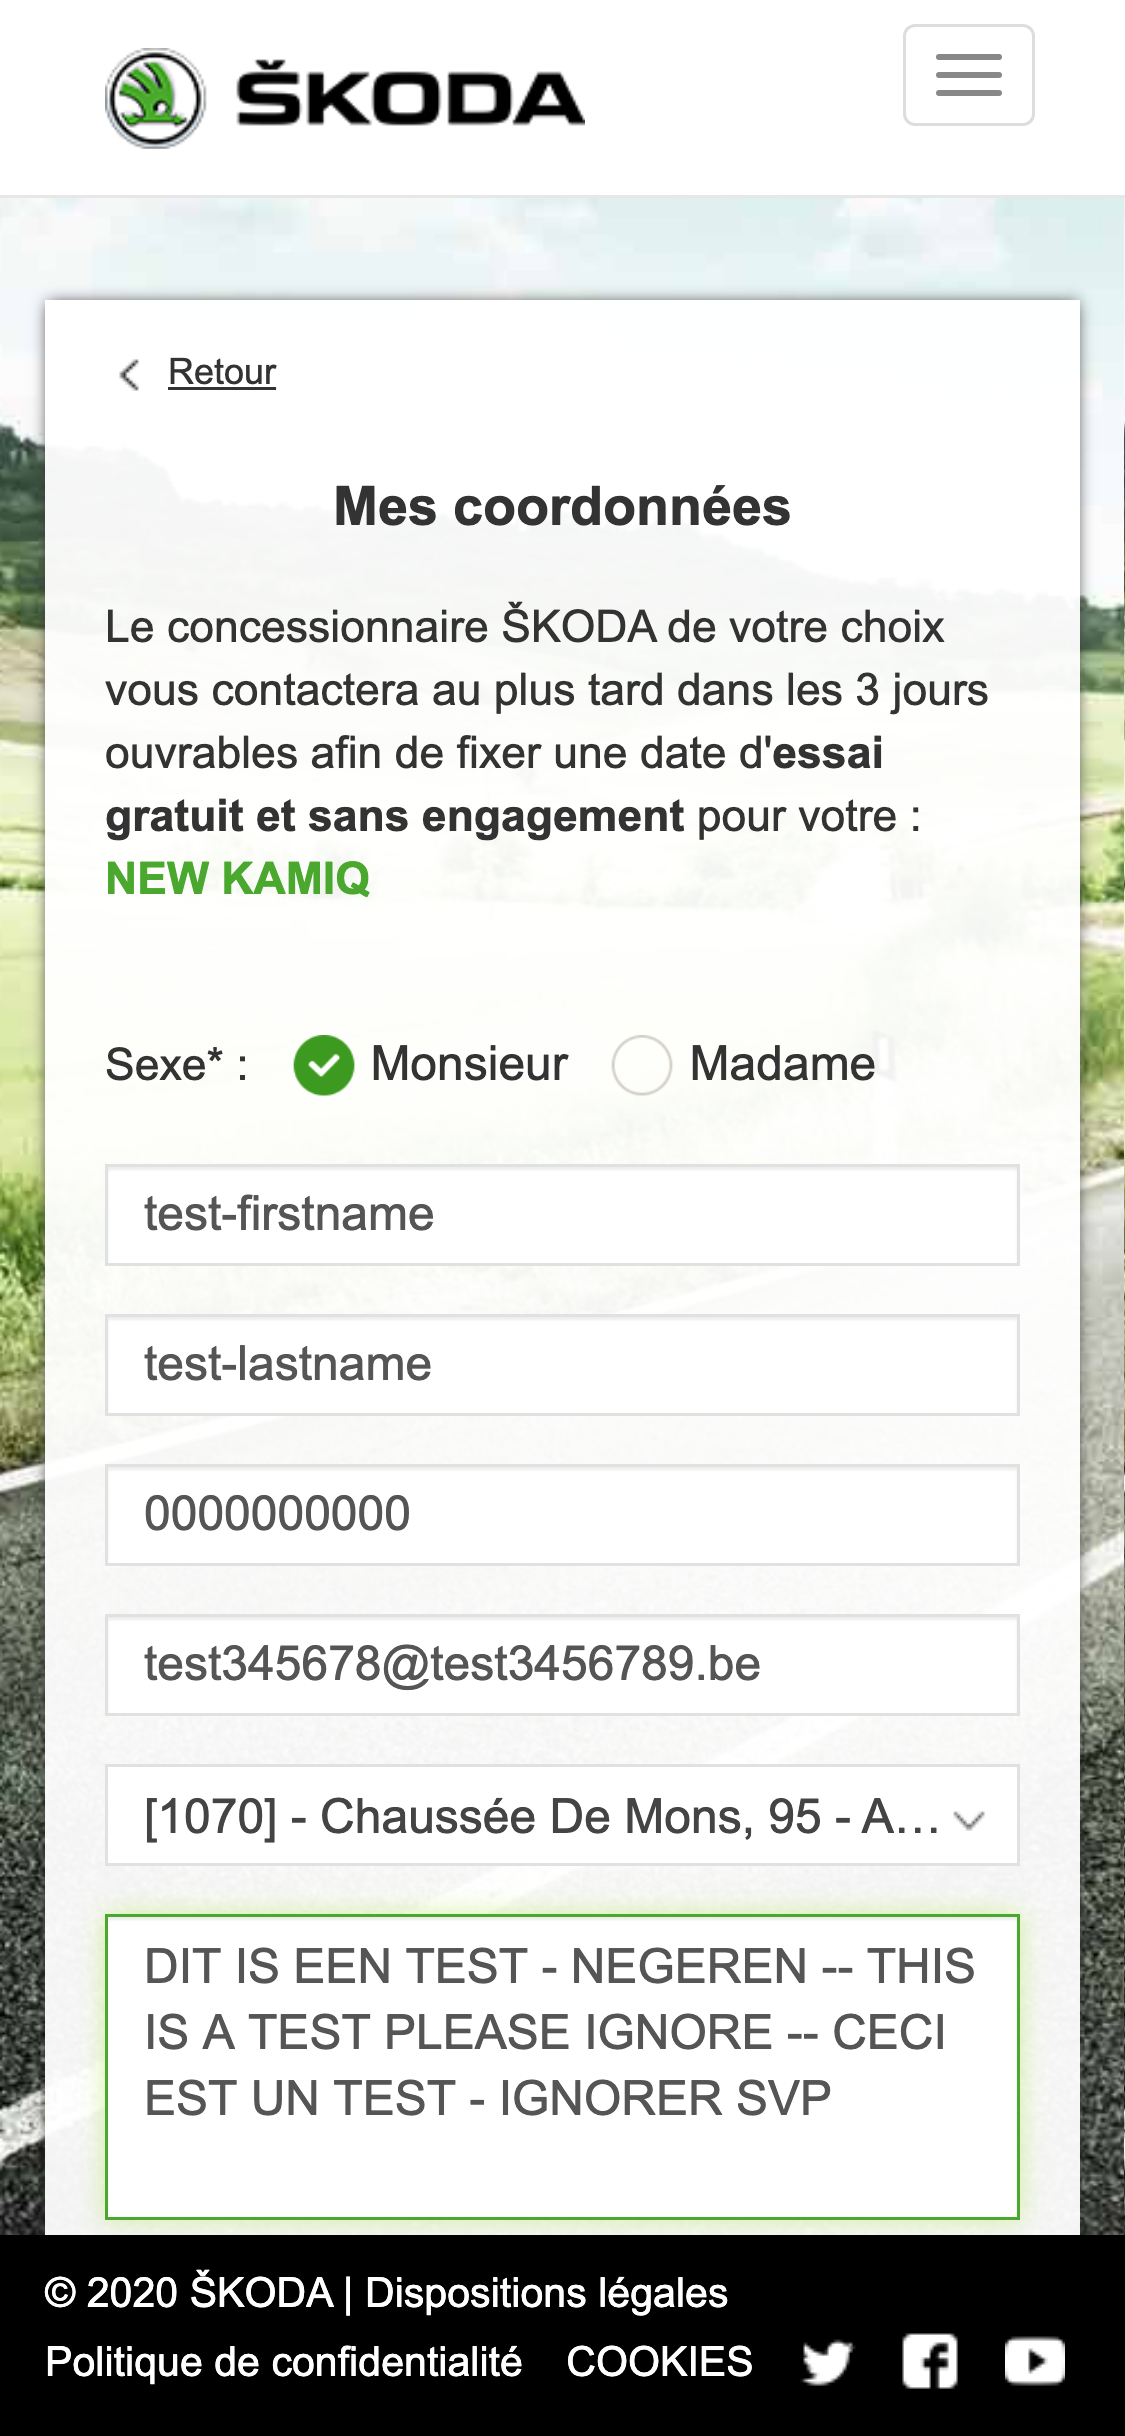 ŠKODA
Retour
Mes coordonnées
Le concessionnaire ŠKODA de votre choix
vous contactera au plus tard dans les 3 jours
ouvrables afin de fixer une date d'essai
gratuit et sans engagement pour votre :
NEW KAMIQ
Sexe* : Monsieur Madame
test-firstname
test-lastname
0000000000
test345678@test3456789.be
[1070] - Chaussée De Mons, 95 - A...
DIT IS EEN TEST - NEGEREN -- THIS
IS A TEST PLEASE IGNORE -- CECI
EST UN TEST - IGNORER SVP
© 2020 ŠKODA | Dispositions légales
Politique de confidentialité COOKIES